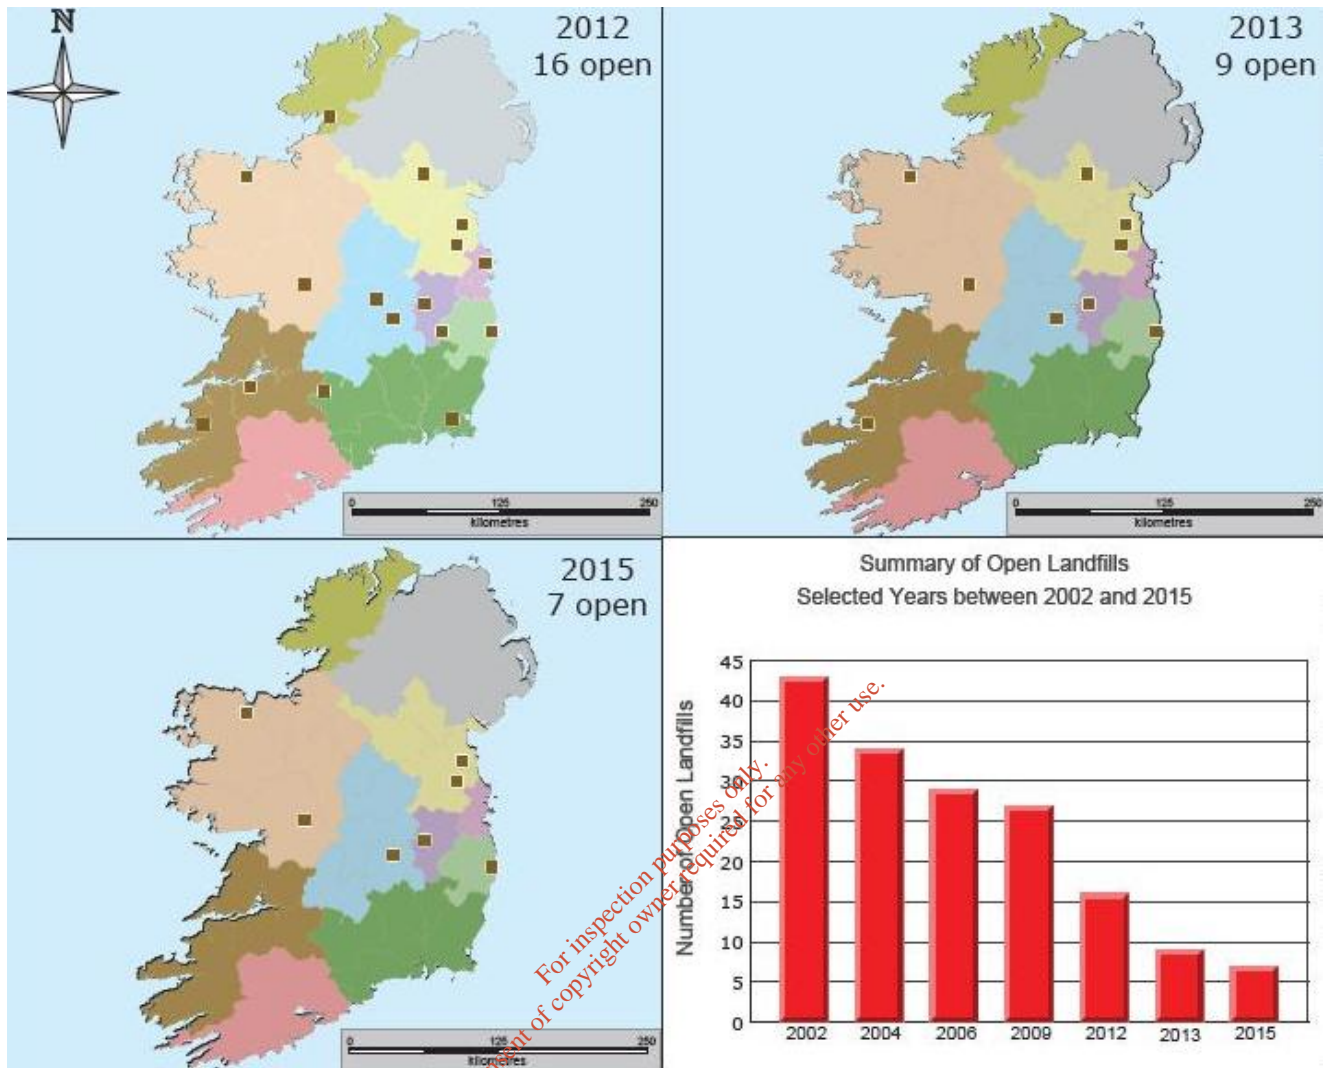 N
2012
16 open
0 125 250
kilometres
2013
9 open
0 125 250
kilometres
2015
7 open
0 125 250
kilometres
Summary of Open Landfills
Selected Years between 2002 and 2015
Number of Open Landfills
45
40
35
30
25
20
15
10
5
0
2002 2004 2006 2009 2012 2013 2015
For inspection purposes only.
of copyright owner required for any other use.